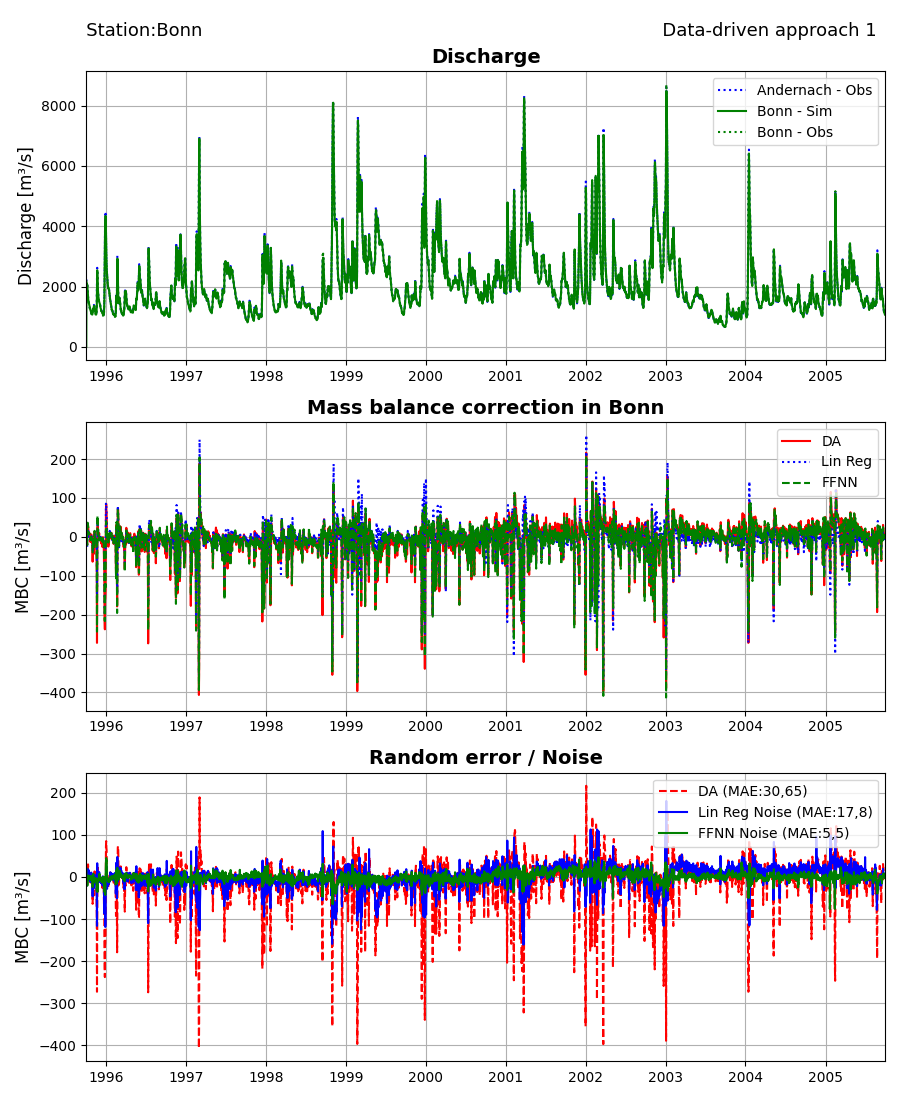 Station:Bonn
Data-driven approach 1
Discharge
Discharge [m³/s]
8000
6000
4000
2000
0
Andernach - Obs
Bonn - Sim
Bonn - Obs
1996 1997 1998 1999 2000 2001 2002 2003 2004 2005
Mass balance correction in Bonn
MBC [m³/s]
200
100
0
−100
−200
−300
−400
DA
Lin Reg
FFNN
1996 1997 1998 1999 2000 2001 2002 2003 2004 2005
Random error / Noise
MBC [m³/s]
200
100
0
−100
−200
−300
−400
DA (MAE:30,65)
Lin Reg Noise (MAE:17,8)
FFNN Noise (MAE:5,5)
1996 1997 1998 1999 2000 2001 2002 2003 2004 2005